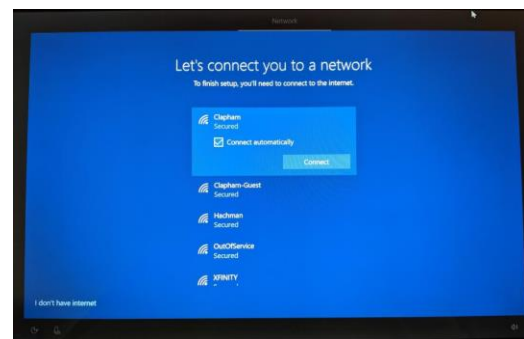 Network
Let's connect you to a network
To finish setup, you'll need to connect to the internet.
Clapham
Secured
Connect automatically
Connect
Clapham-Guest
Secured
Hachman
Secured
OutOfService
Secured
XFINITY
I don't have internet